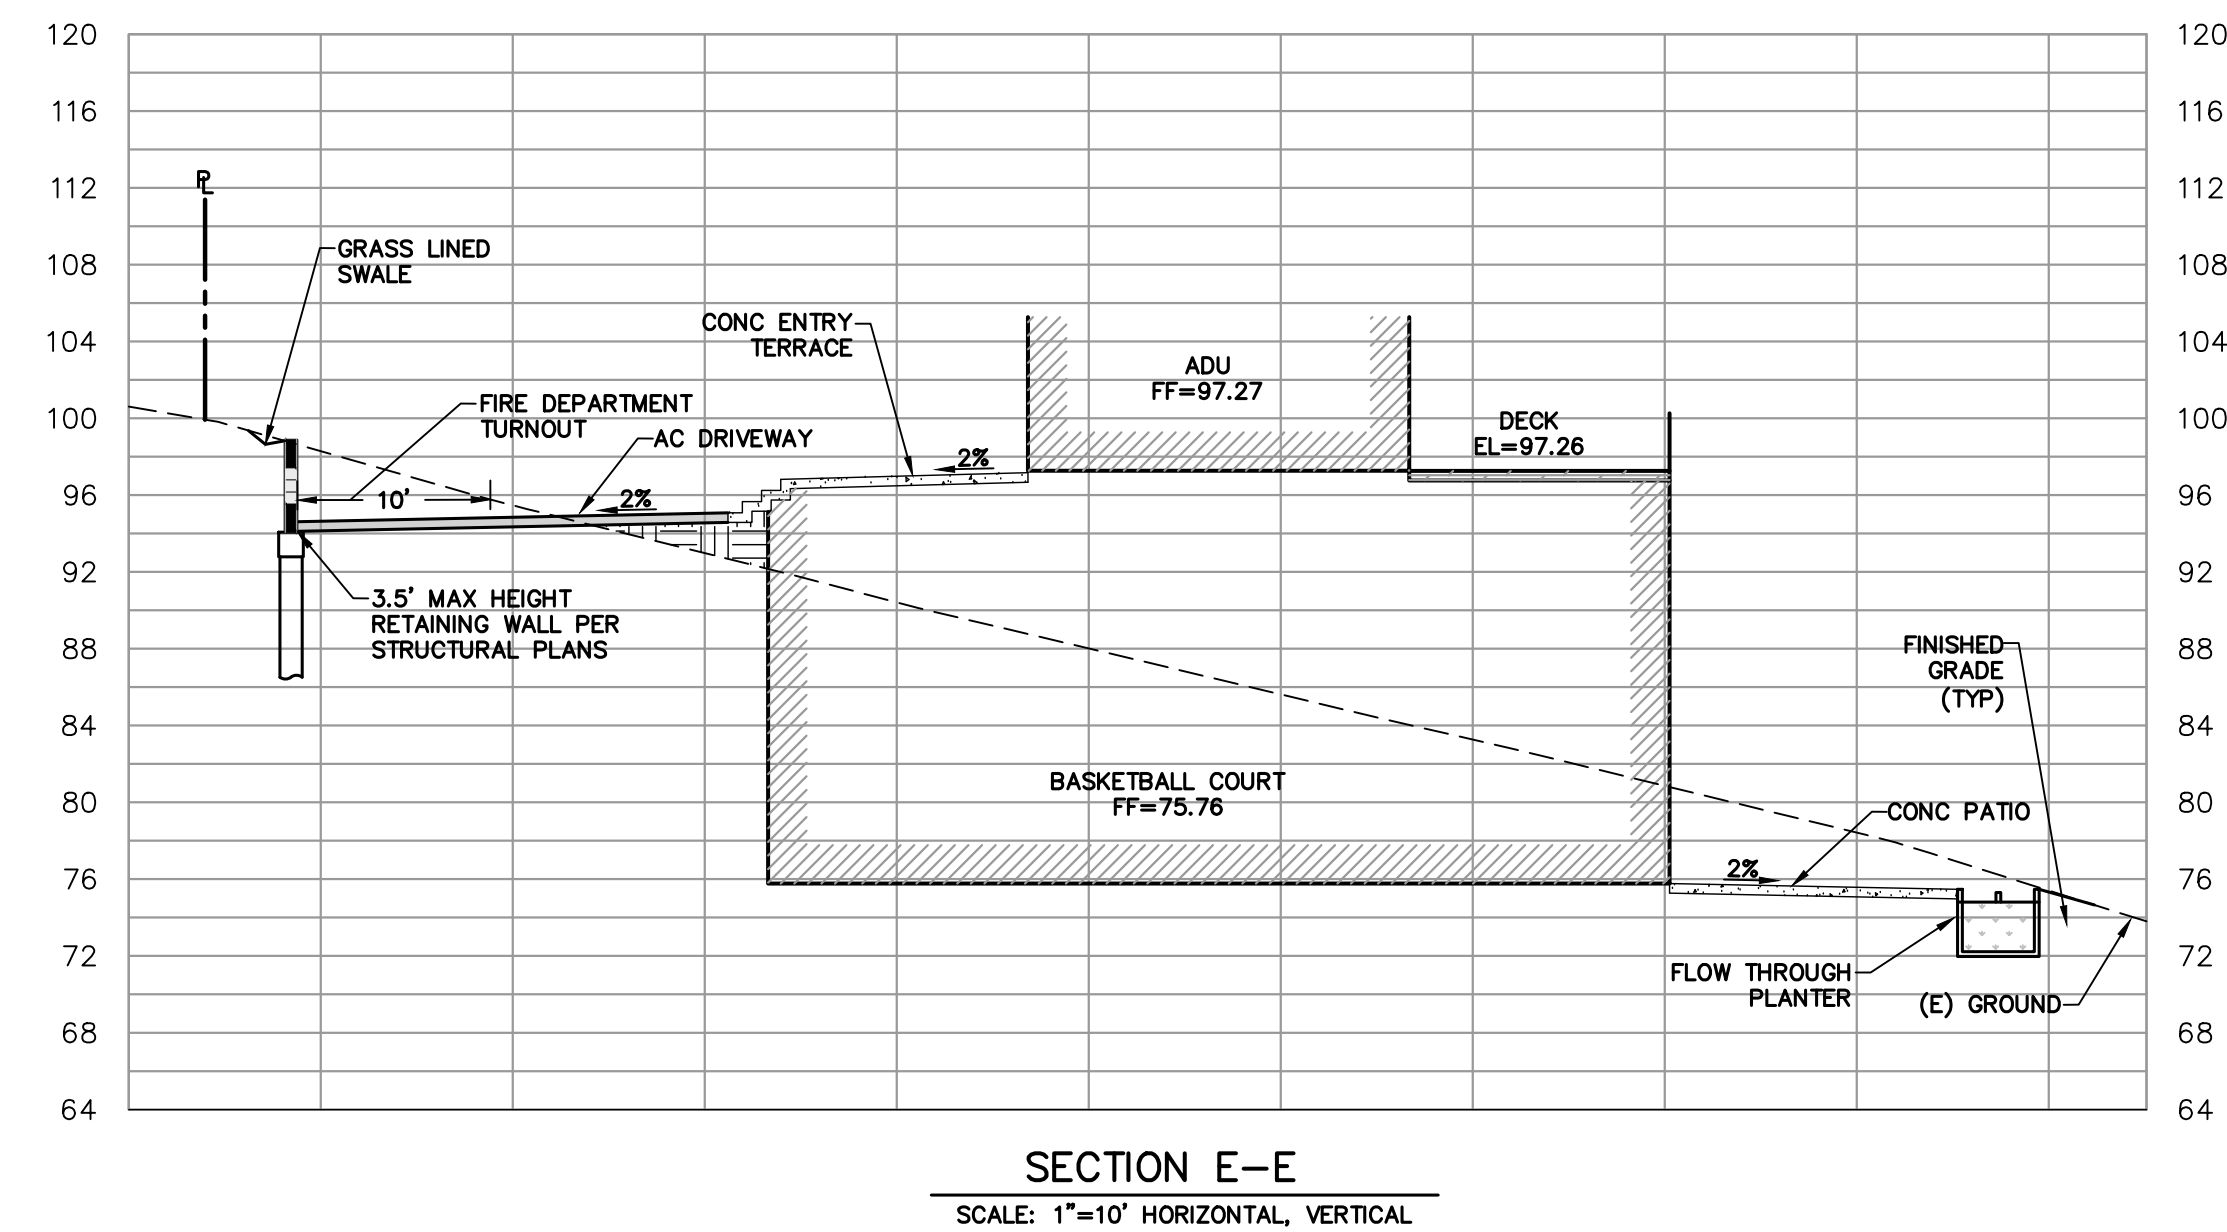 120
120
116
116
112
112
PL
108
108
GRASS LINED
SWALE
104
104
CONC ENTRY
TERRACE
ADU
FF=97.27
100
100
FIRE DEPARTMENT
TURNOUT
AC DRIVEWAY
DECK
EL=97.26
2%
96
96
10'
2%
92
92
3.5' MAX HEIGHT
RETAINING WALL PER
STRUCTURAL PLANS
88
88
FINISHED
GRADE
(TYP)
84
84
BASKETBALL COURT
FF=75.76
80
80
CONC PATIO
76
76
2%
72
72
FLOW THROUGH
PLANTER
(E) GROUND
68
68
64
64
SECTION E-E
SCALE: 1"=10' HORIZONTAL, VERTICAL